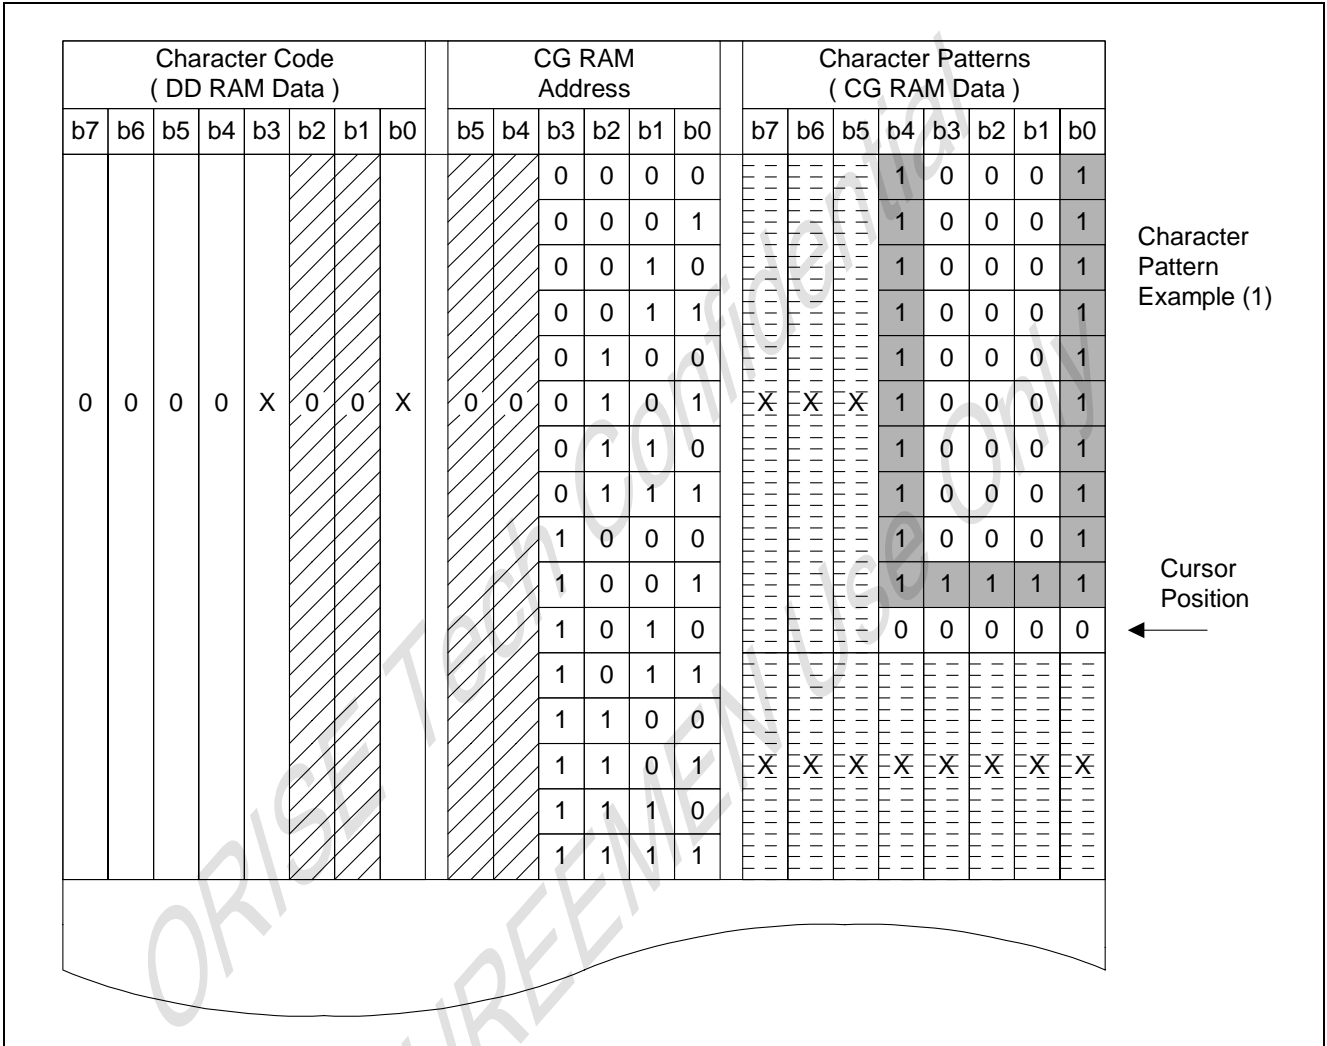 Character Code CG RAM Character Patterns
( DD RAM Data ) Address ( CG RAM Data )
b7 b6 b5 b4 b3 b2 b1 b0 b5 b4 b3 b2 b1 b0 b7 b6 b5 b4 b3 b2 b1 b0
0 0 0 0 1 0 0 0 1
0 0 0 1 1 0 0 0 1
0 0 1 0 1 0 0 0 1
0 0 1 1 1 0 0 0 1
0 1 0 0 1 0 0 0 1
0 0 0 0 X 0 0 X 0 0 0 1 0 1 X X X 1 0 0 0 1
0 1 1 0 1 0 0 0 1
0 1 1 1 1 0 0 0 1
1 0 0 0 1 0 0 0 1
1 0 0 1 1 1 1 1 1
1 0 1 0 0 0 0 0 0
1 0 1 1
1 1 0 0
1 1 0 1 X X X X X X X X
1 1 1 0
1 1 1 1
Character
Pattern
Example (1)
Cursor
Position
ORISE Tech Confidential
UREEMEN Use Only